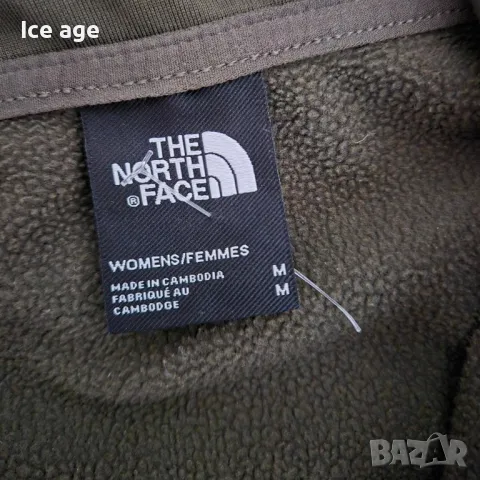 Ice age
THE
NORTH
FACE
®
WOMENS/FEMMES
MADE IN CAMBODIA M
FABRIQUÉ AU M
CAMBODGE
BAZAR